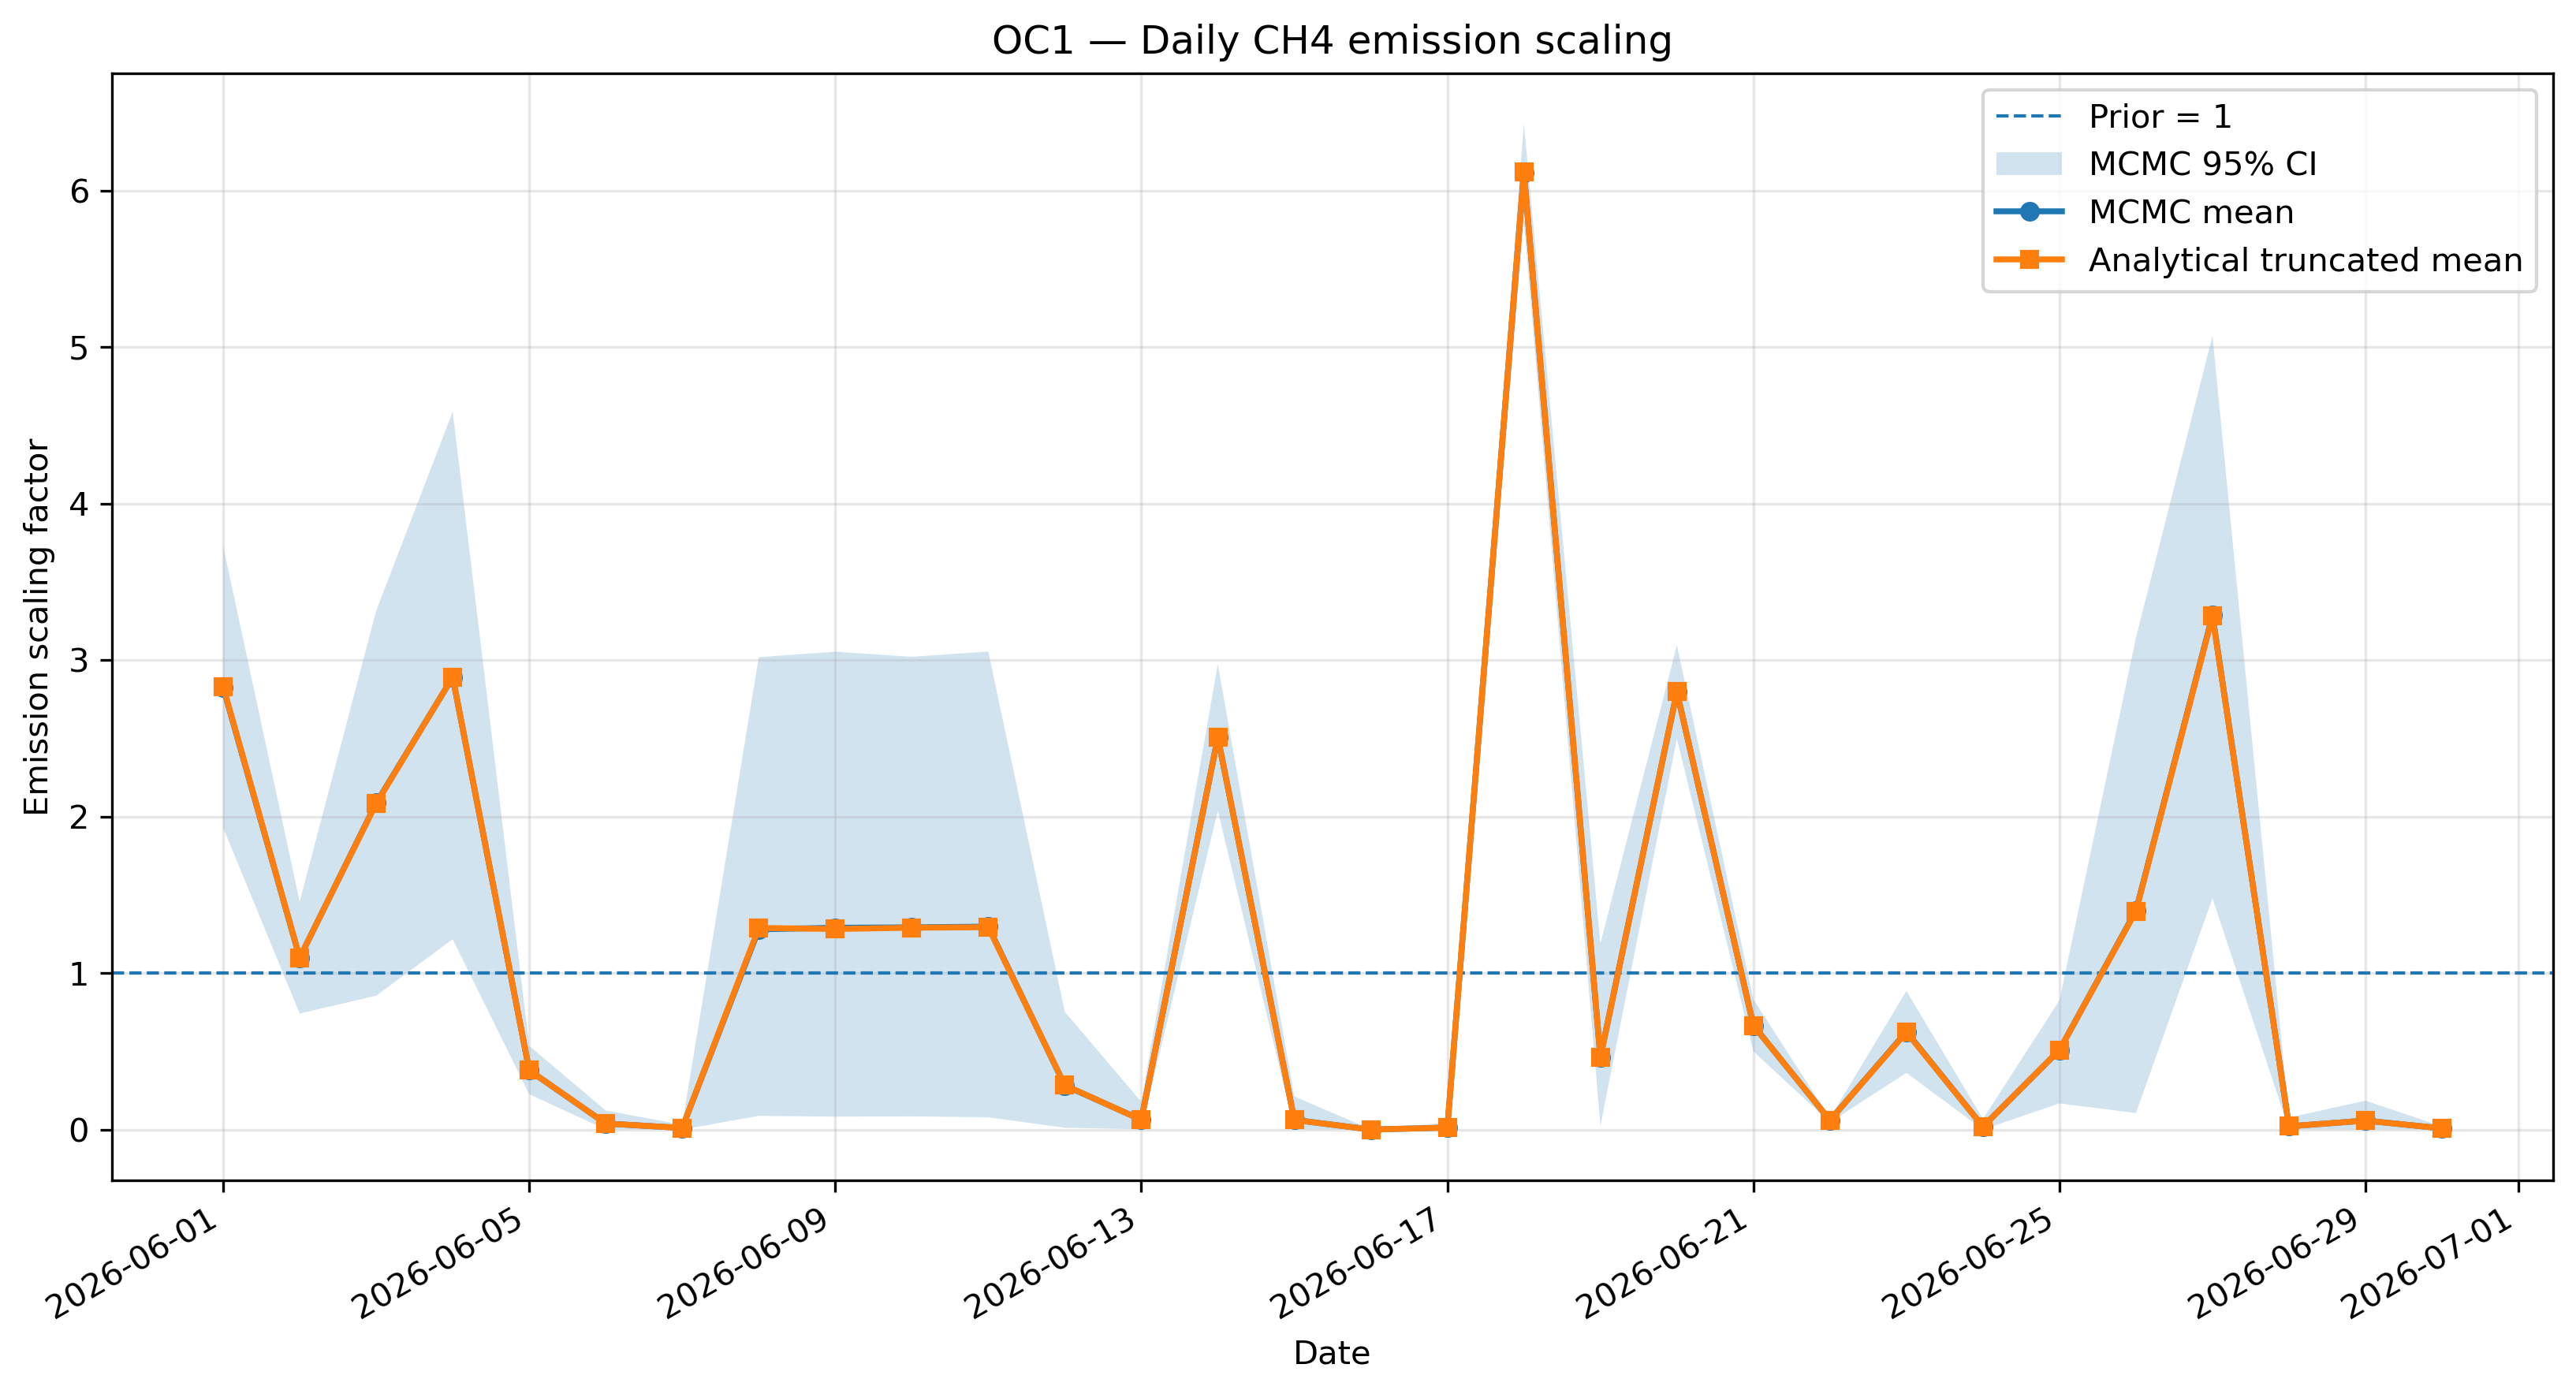 OC1 — Daily CH4 emission scaling
Prior = 1
MCMC 95% CI
MCMC mean
Analytical truncated mean
Emission scaling factor
6
5
4
3
2
1
0
2026-06-01
2026-06-05
2026-06-09
2026-06-13
2026-06-17
2026-06-21
2026-06-25
2026-06-29
2026-07-01
Date